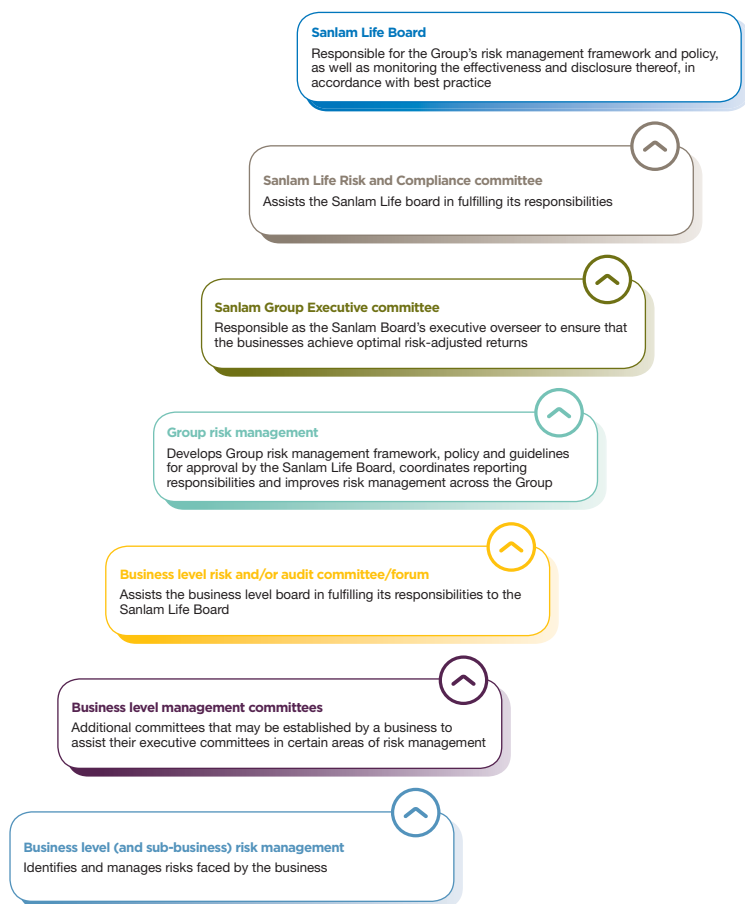 Sanlam Life Board
Responsible for the Group's risk management framework and policy,
as well as monitoring the effectiveness and disclosure thereof, in
accordance with best practice
Sanlam Life Risk and Compliance committee
Assists the Sanlam Life board in fulfilling its responsibilities
Sanlam Group Executive committee
Responsible as the Sanlam Board's executive overseer to ensure that
the businesses achieve optimal risk-adjusted returns
Group risk management
Develops Group risk management framework, policy and guidelines
for approval by the Sanlam Life Board, coordinates reporting
responsibilities and improves risk management across the Group
Business level risk and/or audit committee/forum
Assists the business level board in fulfilling its responsibilities to the
Sanlam Life Board
Business level management committees
Additional committees that may be established by a business to
assist their executive committees in certain areas of risk management
Business level (and sub-business) risk management
Identifies and manages risks faced by the business